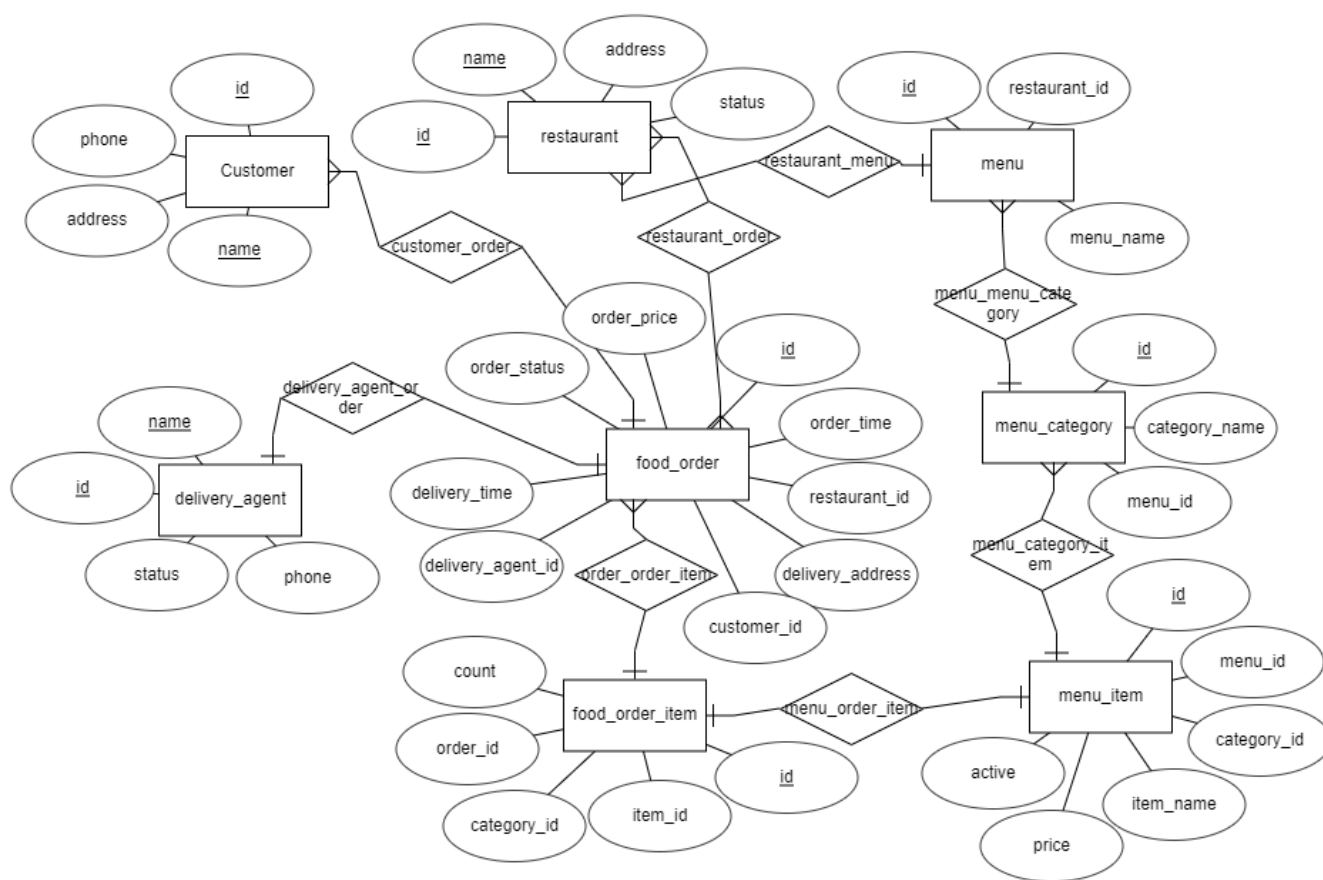 address
name
id
restaurant_id
id
status
phone
id
restaurant
Customer
restaurant_menu
menu
address
name
customer_order
restaurant_order
menu_name
order_price
menu_menu_cate
gory
id
id
order_status
delivery_agent_or
der
name
order_time
menu_category
category_name
food_order
id
delivery_time
restaurant_id
menu_id
delivery_agent
delivery_agent_id
order_order_item
delivery_address
menu_category_it
em
status
phone
customer_id
id
count
menu_id
food_order_item
menu_order_item
menu_item
order_id
category_id
id
active
category_id
item_id
item_name
price